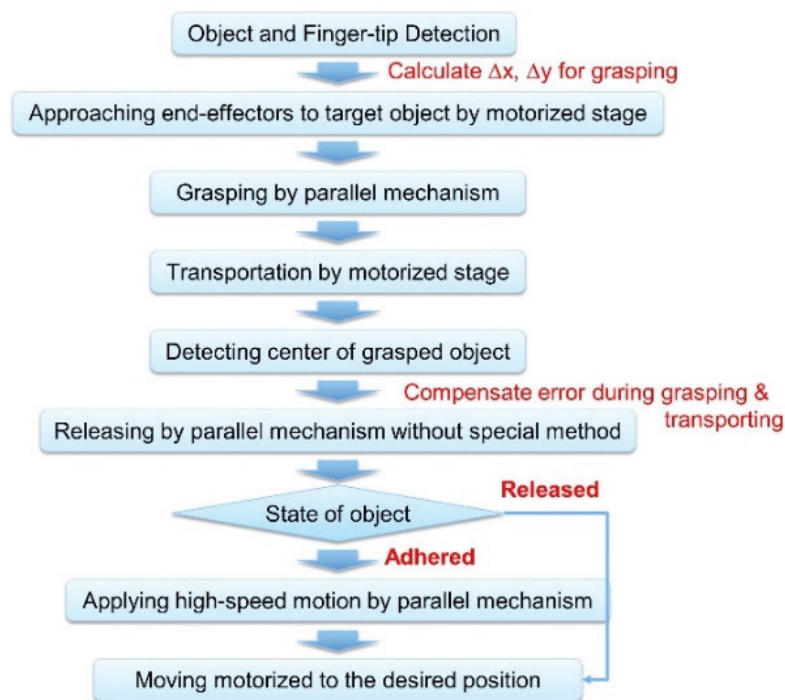 Object and Finger-tip Detection
Calculate Δx, Δy for grasping
Approaching end-effectors to target object by motorized stage
Grasping by parallel mechanism
Transportation by motorized stage
Detecting center of grasped object
Compensate error during grasping &
transporting
Releasing by parallel mechanism without special method
Released
State of object
Adhered
Applying high-speed motion by parallel mechanism
Moving motorized to the desired position